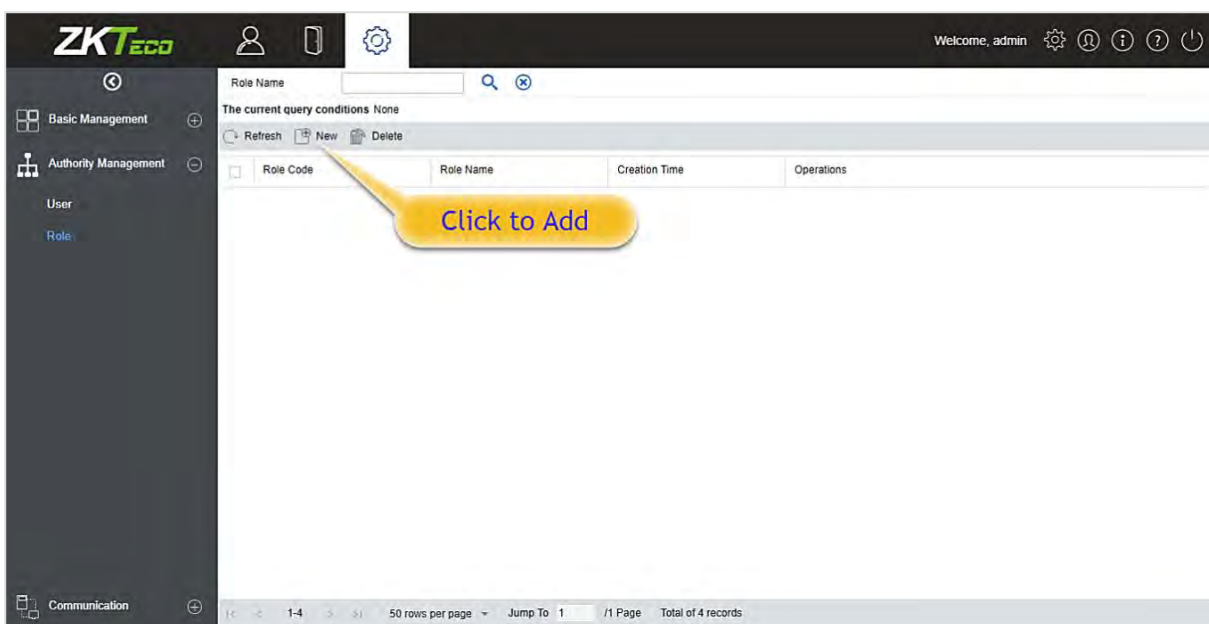 ZKTeco
Welcome, admin
Role Name
The current query conditions None
Basic Management
Refresh New Delete
Authority Management
Role Code Role Name Creation Time Operations
User
Click to Add
Role
Communication
1-4 50 rows per page Jump To 1 /1 Page Total of 4 records